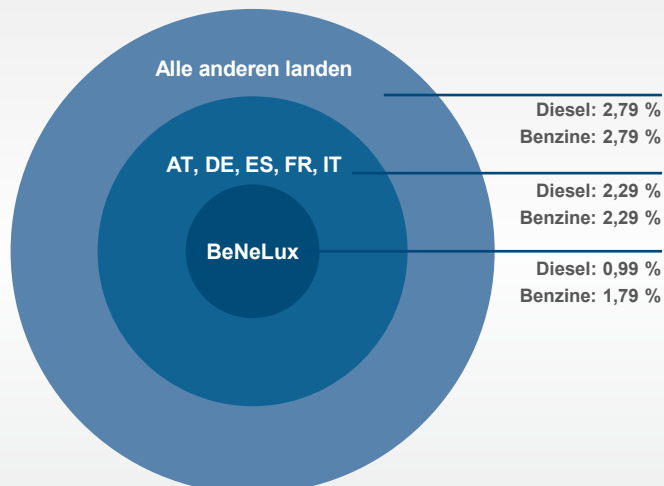 Alle anderen landen
Diesel: 2,79 %
Benzine: 2,79 %
AT, DE, ES, FR, IT
Diesel: 2,29 %
Benzine: 2,29 %
BeNeLux
Diesel: 0,99 %
Benzine: 1,79 %